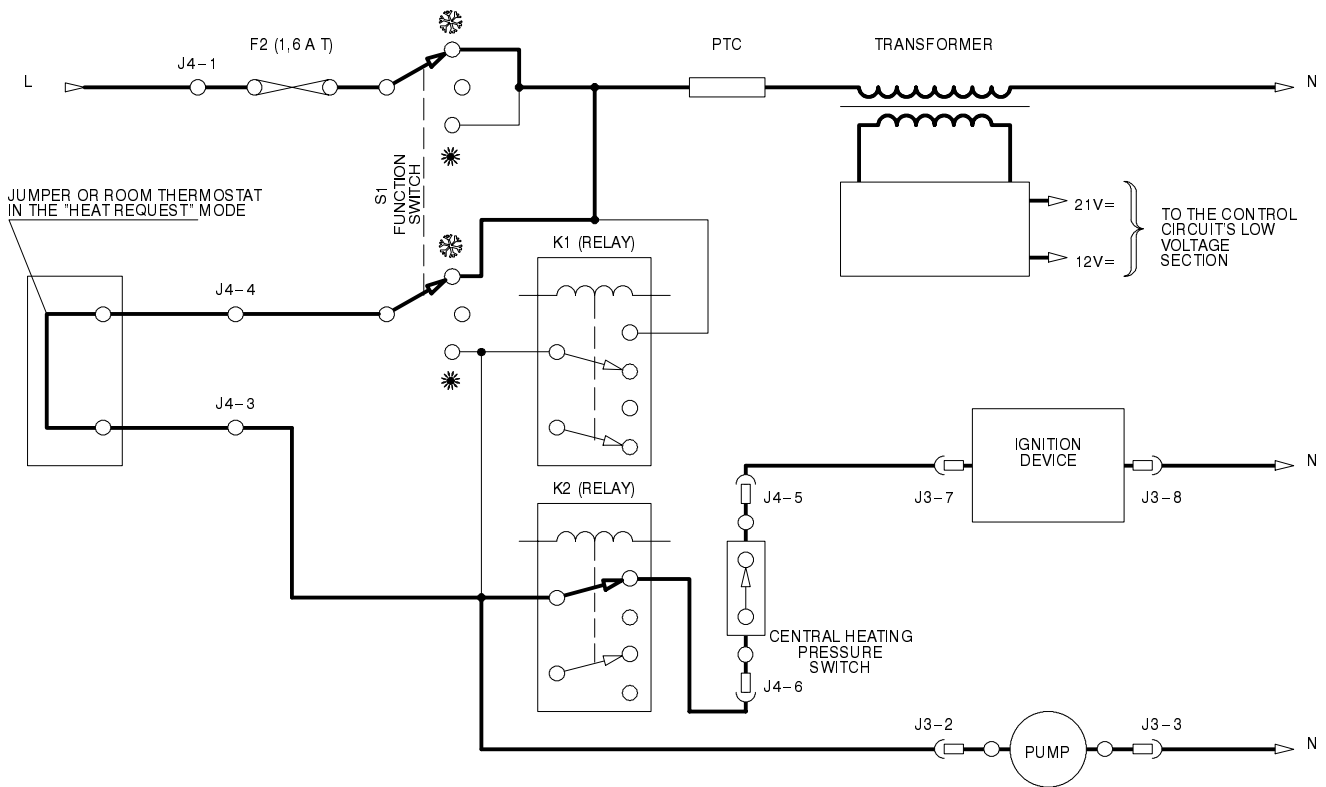 F2 (1,6 A T)
PTC
TRANSFORMER
J4-1
L
N
S1
FUNCTION
SWITCH
JUMPER OR ROOM THERMOSTAT
IN THE "HEAT REQUEST" MODE
21V=
12V=
TO THE CONTROL
CIRCUIT'S LOW
VOLTAGE
SECTION
K1 (RELAY)
J4-4
J4-3
IGNITION
DEVICE
N
K2 (RELAY)
J4-5
J3-7
J3-8
CENTRAL HEATING
PRESSURE
SWITCH
J4-6
J3-2
J3-3
PUMP
N